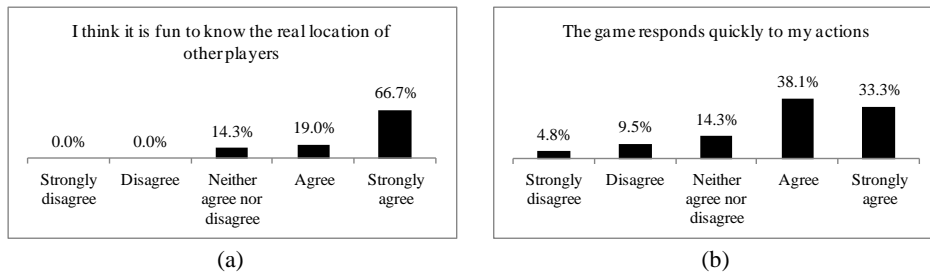 I think it is fun to know the real location of
other players
66.7%
14.3%
19.0%
0.0%
0.0%
Strongly
disagree
Disagree
Neither
agree nor
disagree
Agree
Strongly
agree
(a)
The game responds quickly to my actions
38.1%
33.3%
14.3%
9.5%
4.8%
Strongly
disagree
Disagree
Neither
agree nor
disagree
Agree
Strongly
agree
(b)